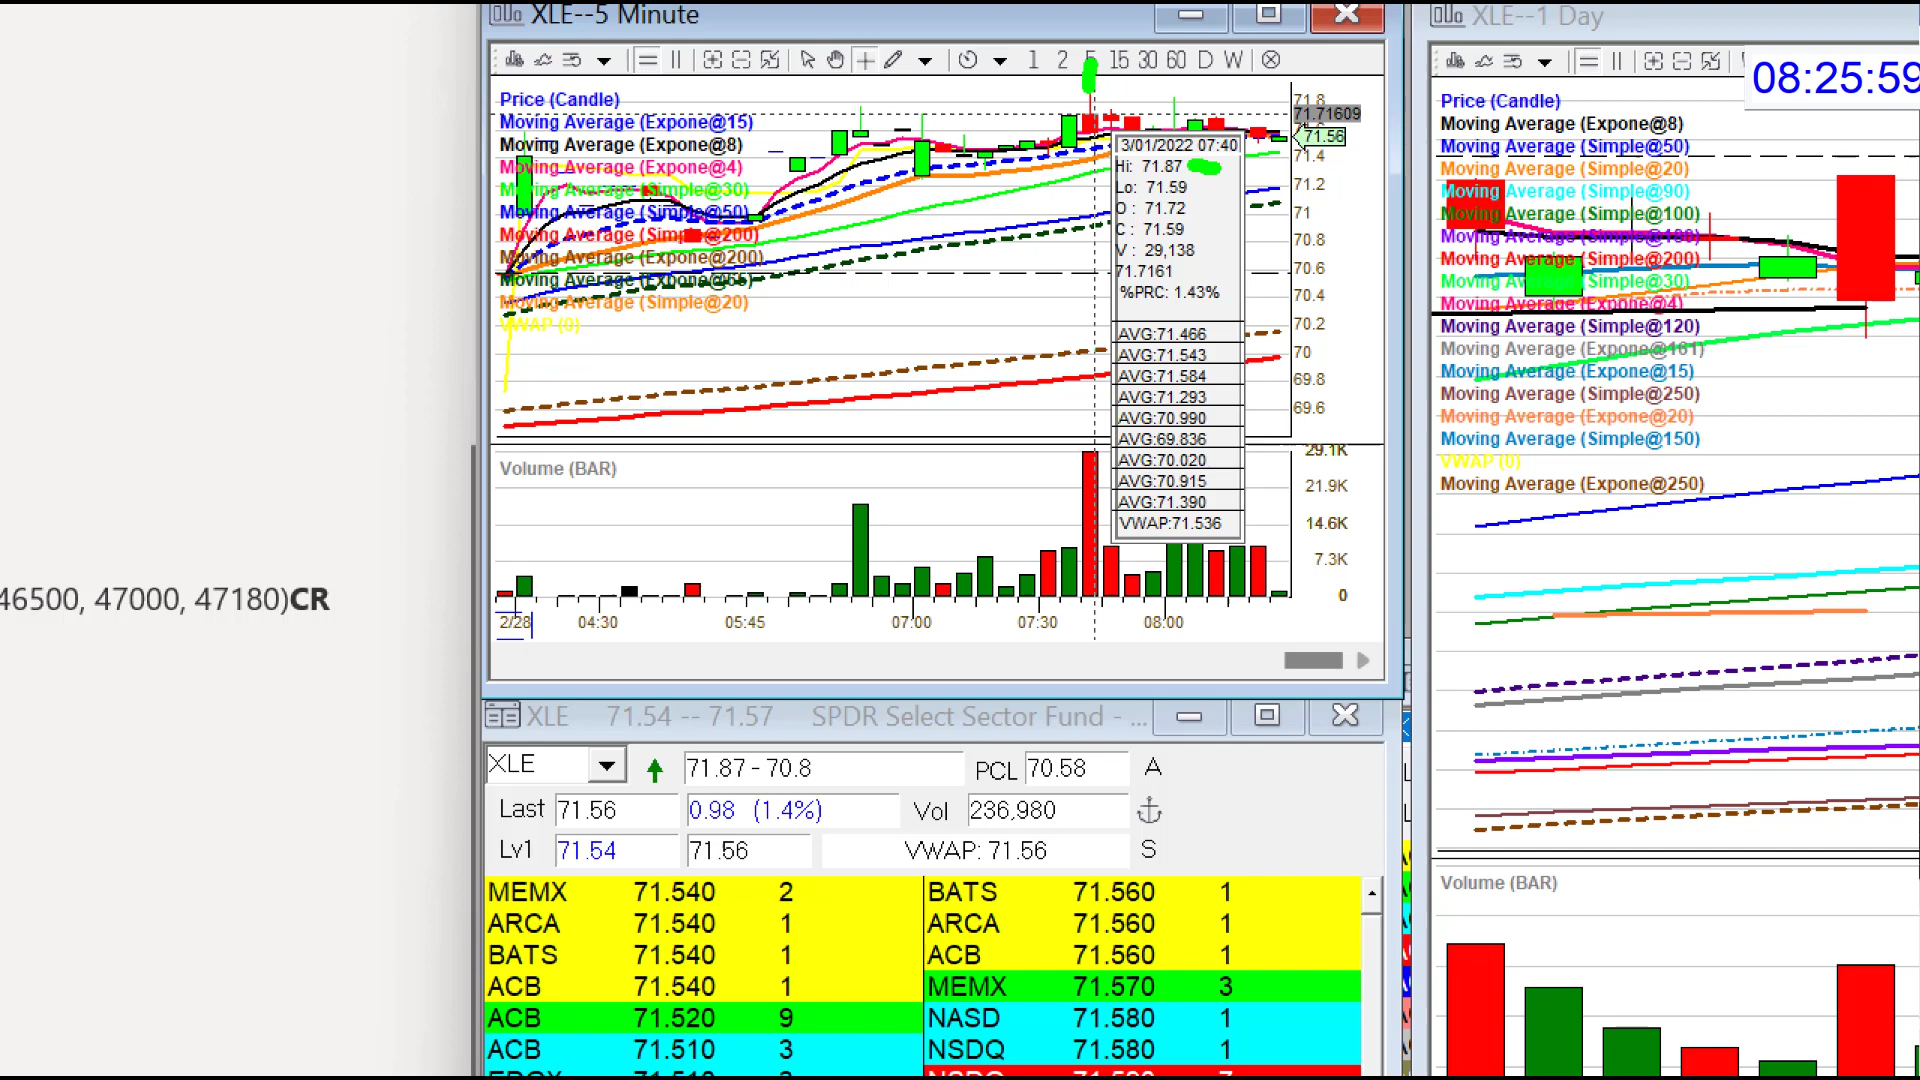 46500, 47000, 47180)CR
XLE--5 Minute
1 2 5 15 30 60 D W
Price (Candle)
Moving Average (Expone@15)
Moving Average (Expone@8)
Moving Average (Expone@4)
Moving Average (Simple@30)
Moving Average (Simple@50)
Moving Average (Simple@200)
Moving Average (Expone@200)
Moving Average (Expone@65)
Moving Average (Simple@20)
VWAP (0)
71.8
71.71609
71.56
71.4
71.2
71
70.8
70.6
70.4
70.2
70
69.8
69.6
3/01/2022 07:40
Hi: 71.87
Lo: 71.59
O : 71.72
C : 71.59
V : 29,138
71.7161
%PRC: 1.43%
AVG:71.466
AVG:71.543
AVG:71.584
AVG:71.293
AVG:70.990
AVG:69.836
AVG:70.020
AVG:70.915
AVG:71.390
VWAP:71.536
Volume (BAR)
29.1K
21.9K
14.6K
7.3K
0
2/28 04:30 05:45 07:00 07:30 08:00
XLE 71.54 -- 71.57 SPDR Select Sector Fund - ...
XLE 71.87 - 70.8 PCL 70.58 A
Last 71.56 0.98 (1.4%) Vol 236,980
Lv1 71.54 71.56 VWAP: 71.56 S
MEMX 71.540 2 BATS 71.560 1
ARCA 71.540 1 ARCA 71.560 1
BATS 71.540 1 ACB 71.560 1
ACB 71.540 1 MEMX 71.570 3
ACB 71.520 9 NASD 71.580 1
ACB 71.510 3 NSDQ 71.580 1
XLE--1 Day
08:25:59
Price (Candle)
Moving Average (Expone@8)
Moving Average (Simple@50)
Moving Average (Simple@20)
Moving Average (Simple@90)
Moving Average (Simple@100)
Moving Average (Simple@180)
Moving Average (Simple@200)
Moving Average (Simple@30)
Moving Average (Expone@4)
Moving Average (Simple@120)
Moving Average (Expone@161)
Moving Average (Expone@15)
Moving Average (Simple@250)
Moving Average (Expone@20)
Moving Average (Simple@150)
VWAP (0)
Moving Average (Expone@250)
Volume (BAR)